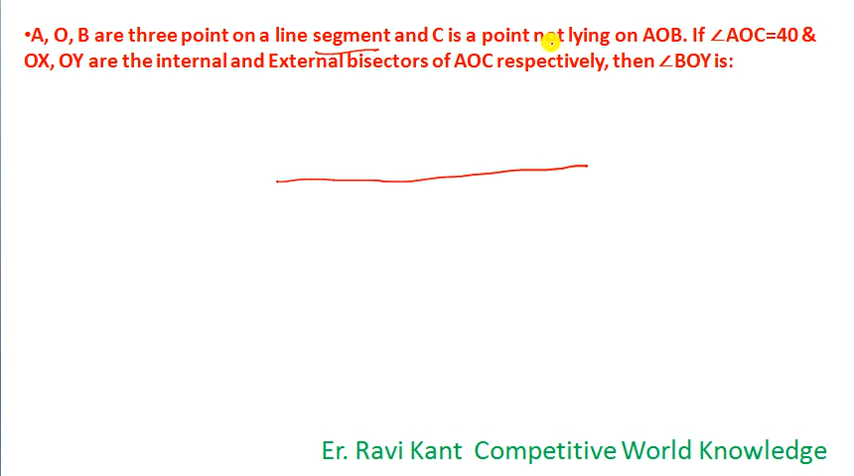 •A, O, B are three point on a line segment and C is a point not lying on AOB. If ∠AOC=40 &
OX, OY are the internal and External bisectors of AOC respectively, then ∠BOY is:
Er. Ravi Kant  Competitive World Knowledge